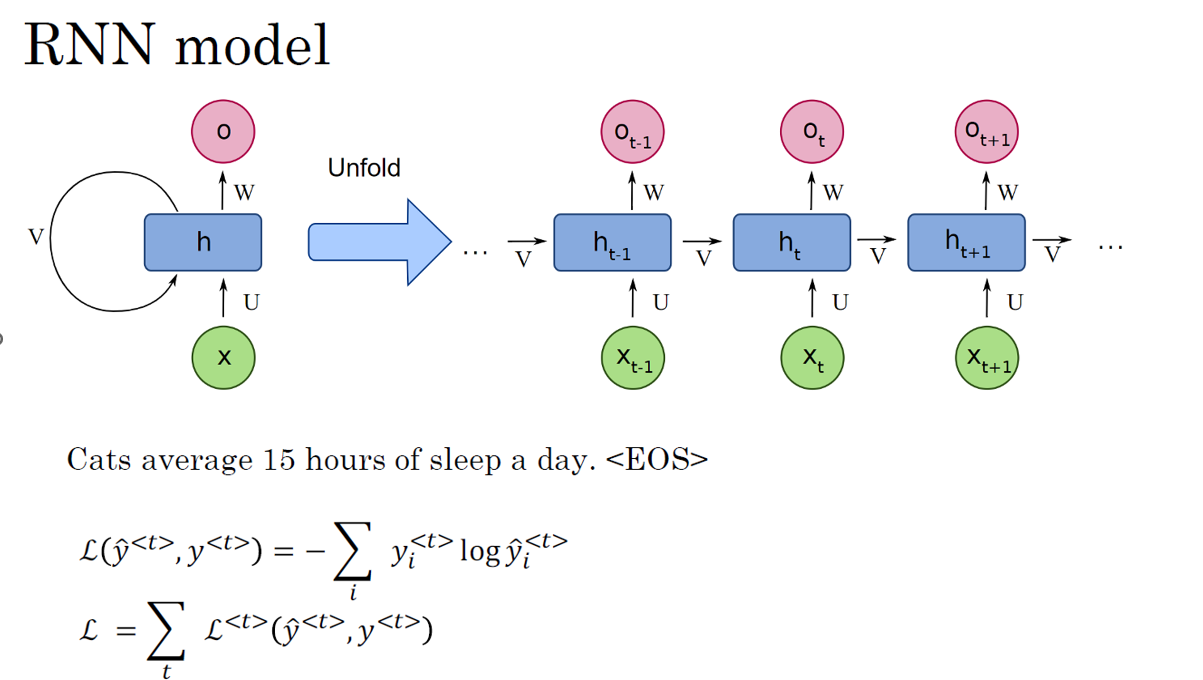 RNN model
o
o_{t-1}
o_t
o_{t+1}
Unfold
W
W
W
W
V
h
...
V
h_{t-1}
V
h_t
V
h_{t+1}
V
...
U
U
U
U
x
x_{t-1}
x_t
x_{t+1}
Cats average 15 hours of sleep a day. <EOS>
ℒ(ŷ^{<t>}, y^{<t>}) = − ∑_i y_i^{<t>} log ŷ_i^{<t>}
ℒ = ∑_t ℒ^{<t>}(ŷ^{<t>}, y^{<t>})